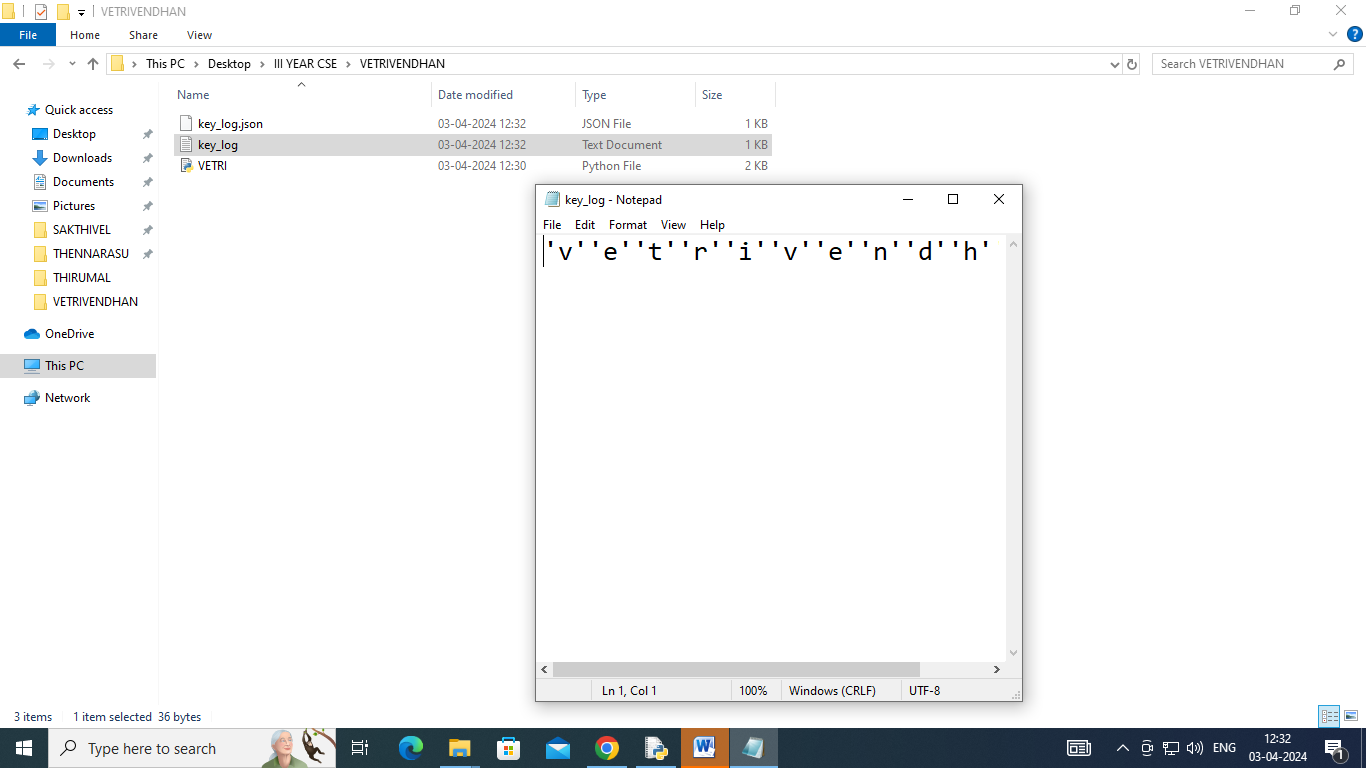 VETRIVENDHAN
File Home Share View
This PC Desktop III YEAR CSE VETRIVENDHAN
Search VETRIVENDHAN
Name Date modified Type Size
key_log.json 03-04-2024 12:32 JSON File 1 KB
key_log 03-04-2024 12:32 Text Document 1 KB
VETRI 03-04-2024 12:30 Python File 2 KB
Quick access
Desktop
Downloads
Documents
Pictures
SAKTHIVEL
THENNARASU
THIRUMAL
VETRIVENDHAN
OneDrive
This PC
Network
key_log - Notepad
File Edit Format View Help
'v''e''t''r''i''v''e''n''d''h'
Ln 1, Col 1 100% Windows (CRLF) UTF-8
3 items 1 item selected 36 bytes
Type here to search
ENG
12:32
03-04-2024
1